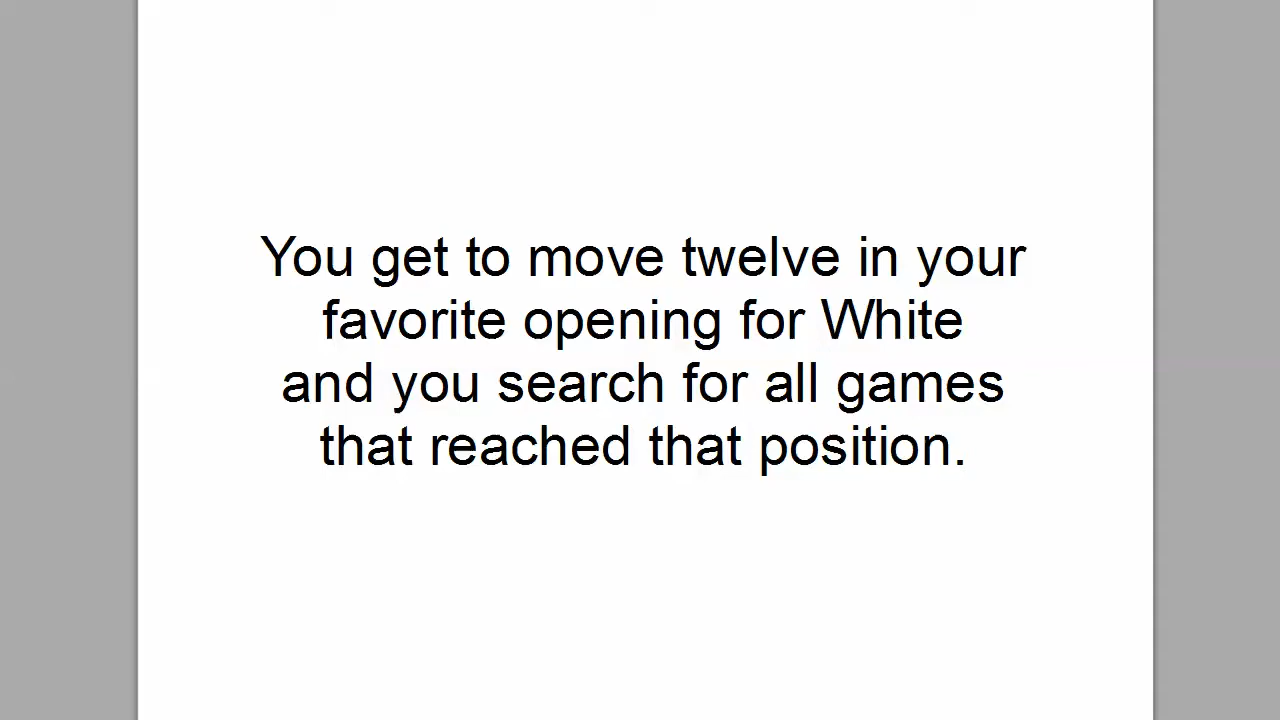 You get to move twelve in your
favorite opening for White
and you search for all games
that reached that position.